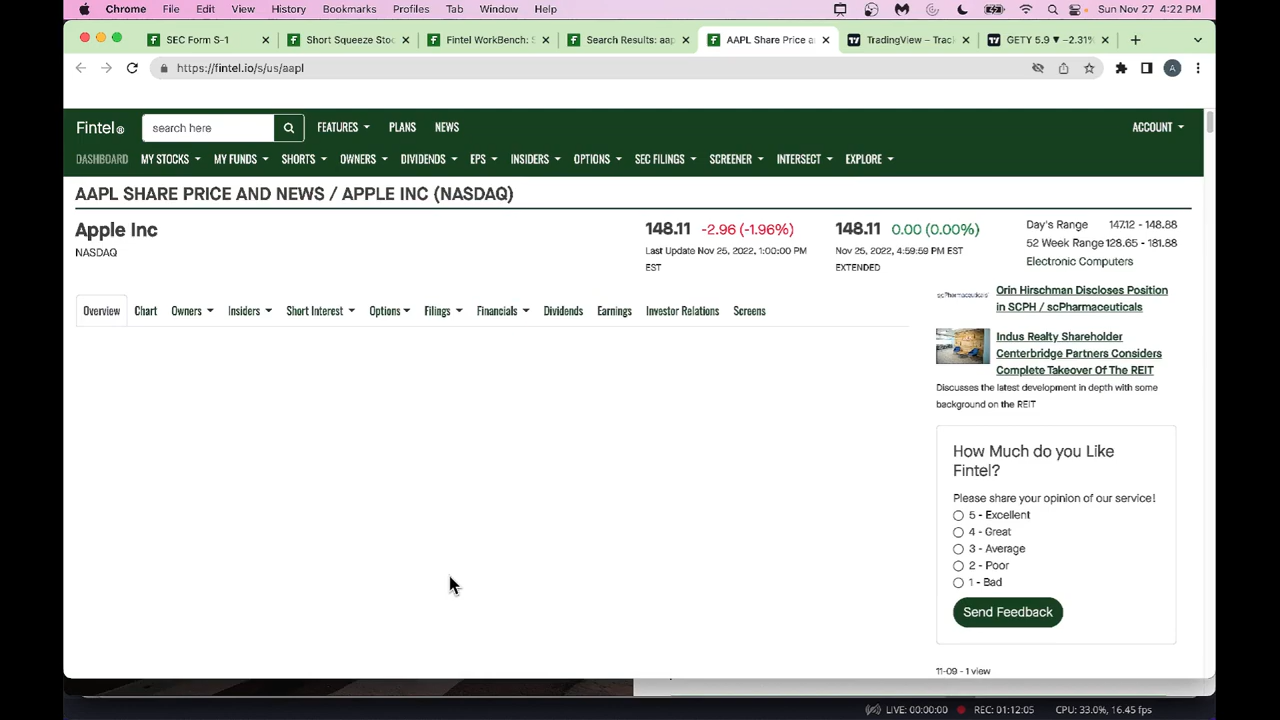 Chrome File Edit View History Bookmarks Profiles Tab Window Help Sun Nov 27 4:22 PM
SEC Form S-1 Short Squeeze Stoc Fintel WorkBench: S Search Results: aap AAPL Share Price a TradingView – Track GETY 5.9 ▼ −2.31%
https://fintel.io/s/us/aapl A
Fintel® search here FEATURES PLANS NEWS ACCOUNT
DASHBOARD MY STOCKS MY FUNDS SHORTS OWNERS DIVIDENDS EPS INSIDERS OPTIONS SEC FILINGS SCREENER INTERSECT EXPLORE
AAPL SHARE PRICE AND NEWS / APPLE INC (NASDAQ)
Apple Inc
NASDAQ
148.11 -2.96 (-1.96%)
Last Update Nov 25, 2022, 1:00:00 PM
EST
148.11 0.00 (0.00%)
Nov 25, 2022, 4:59:59 PM EST
EXTENDED
Day's Range 147.12 - 148.88
52 Week Range 128.65 - 181.88
Electronic Computers
Overview Chart Owners Insiders Short Interest Options Filings Financials Dividends Earnings Investor Relations Screens
scPharmaceuticals
Orin Hirschman Discloses Position
in SCPH / scPharmaceuticals
Indus Realty Shareholder
Centerbridge Partners Considers
Complete Takeover Of The REIT
Discusses the latest development in depth with some
background on the REIT
How Much do you Like
Fintel?
Please share your opinion of our service!
5 - Excellent
4 - Great
3 - Average
2 - Poor
1 - Bad
Send Feedback
11-09 - 1 view
LIVE: 00:00:00 REC: 01:12:05 CPU: 33.0%, 16.45 fps